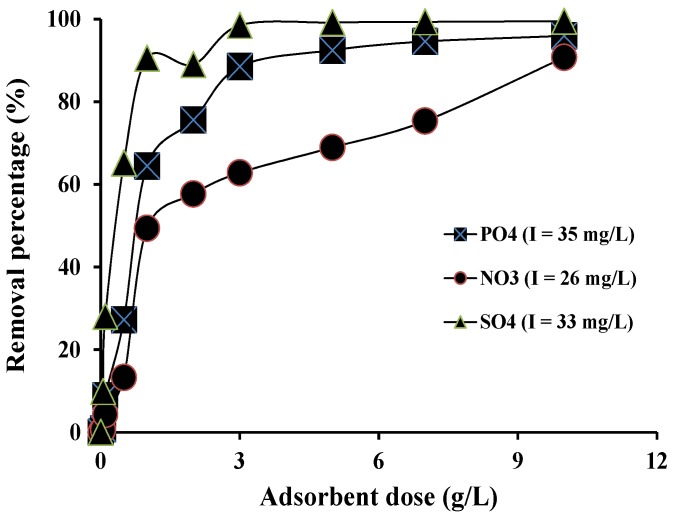 Removal percentage (%)
100
80
60
40
20
0
0 3 6 9 12
Adsorbent dose (g/L)
PO4 (I = 35 mg/L)
NO3 (I = 26 mg/L)
SO4 (I = 33 mg/L)